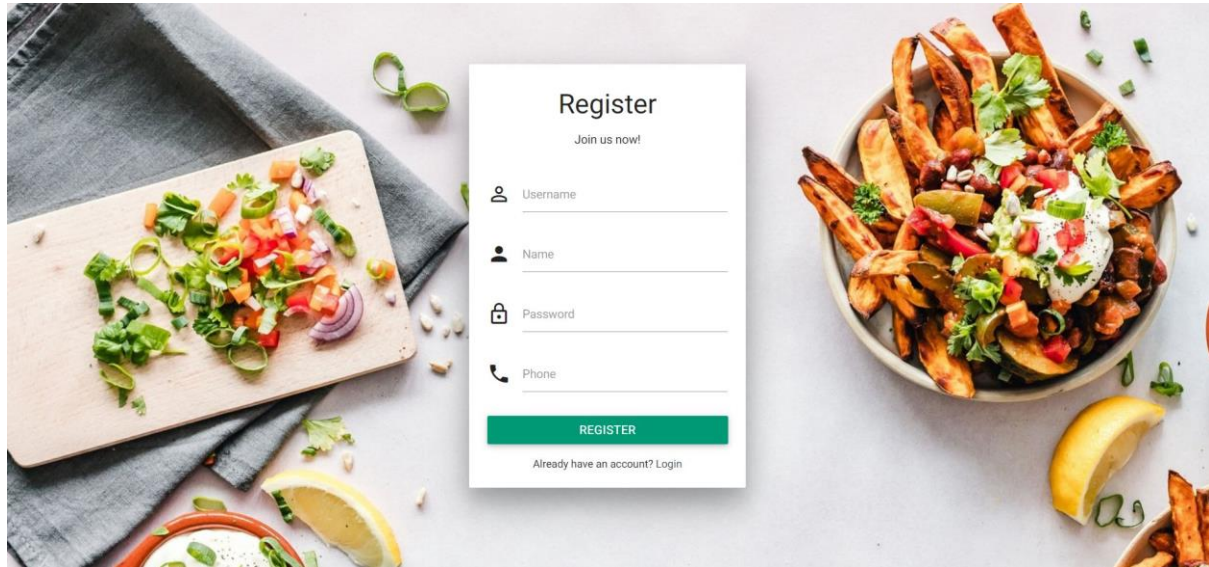 Register
Join us now!
Username
Name
Password
Phone
REGISTER
Already have an account? Login